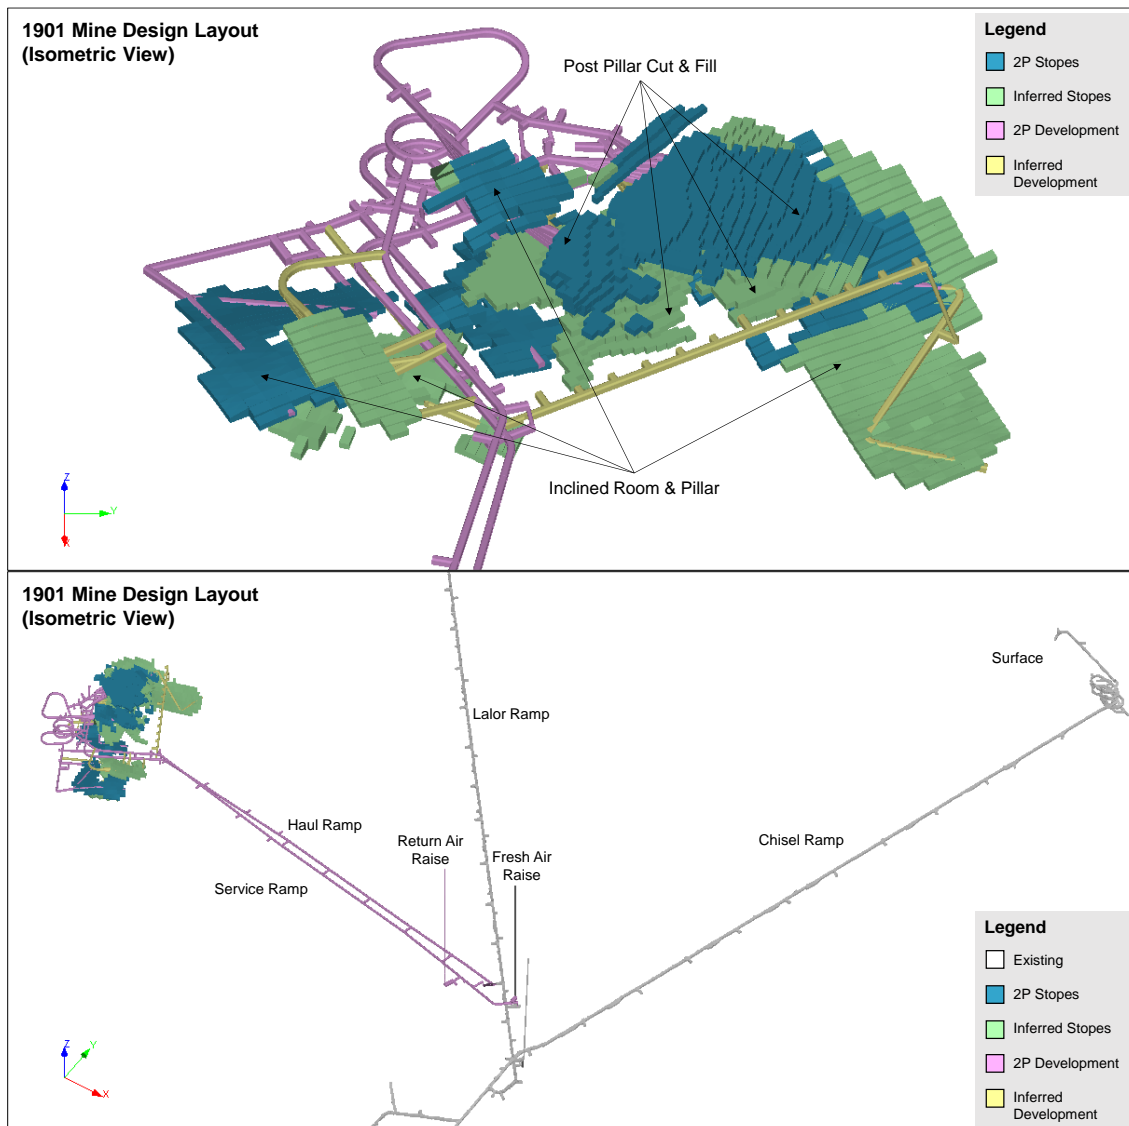 1901 Mine Design Layout
(Isometric View)
Post Pillar Cut & Fill
Legend
2P Stopes
Inferred Stopes
2P Development
Inferred
Development
Inclined Room & Pillar
Z
Y
X
1901 Mine Design Layout
(Isometric View)
Surface
Lalor Ramp
Haul Ramp
Chisel Ramp
Return Air
Raise
Fresh Air
Raise
Service Ramp
Legend
Existing
2P Stopes
Inferred Stopes
2P Development
Inferred
Development
Z
Y
X